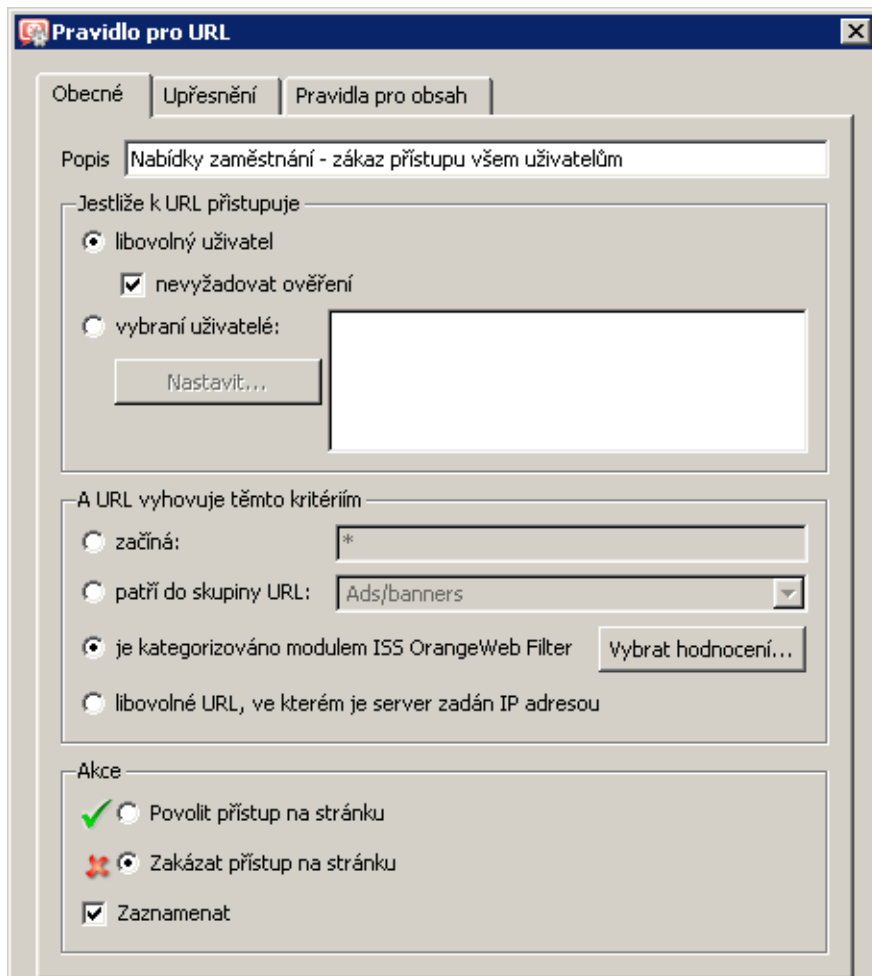 Pravidlo pro URL
Obecné Upřesnění Pravidla pro obsah
Popis Nabídky zaměstnání - zákaz přístupu všem uživatelům
Jestliže k URL přistupuje
libovolný uživatel
nevyžadovat ověření
vybraní uživatelé:
Nastavit...
A URL vyhovuje těmto kritériím
začíná: *
patří do skupiny URL: Ads/banners
je kategorizováno modulem ISS OrangeWeb Filter Vybrat hodnocení...
libovolné URL, ve kterém je server zadán IP adresou
Akce
Povolit přístup na stránku
Zakázat přístup na stránku
Zaznamenat